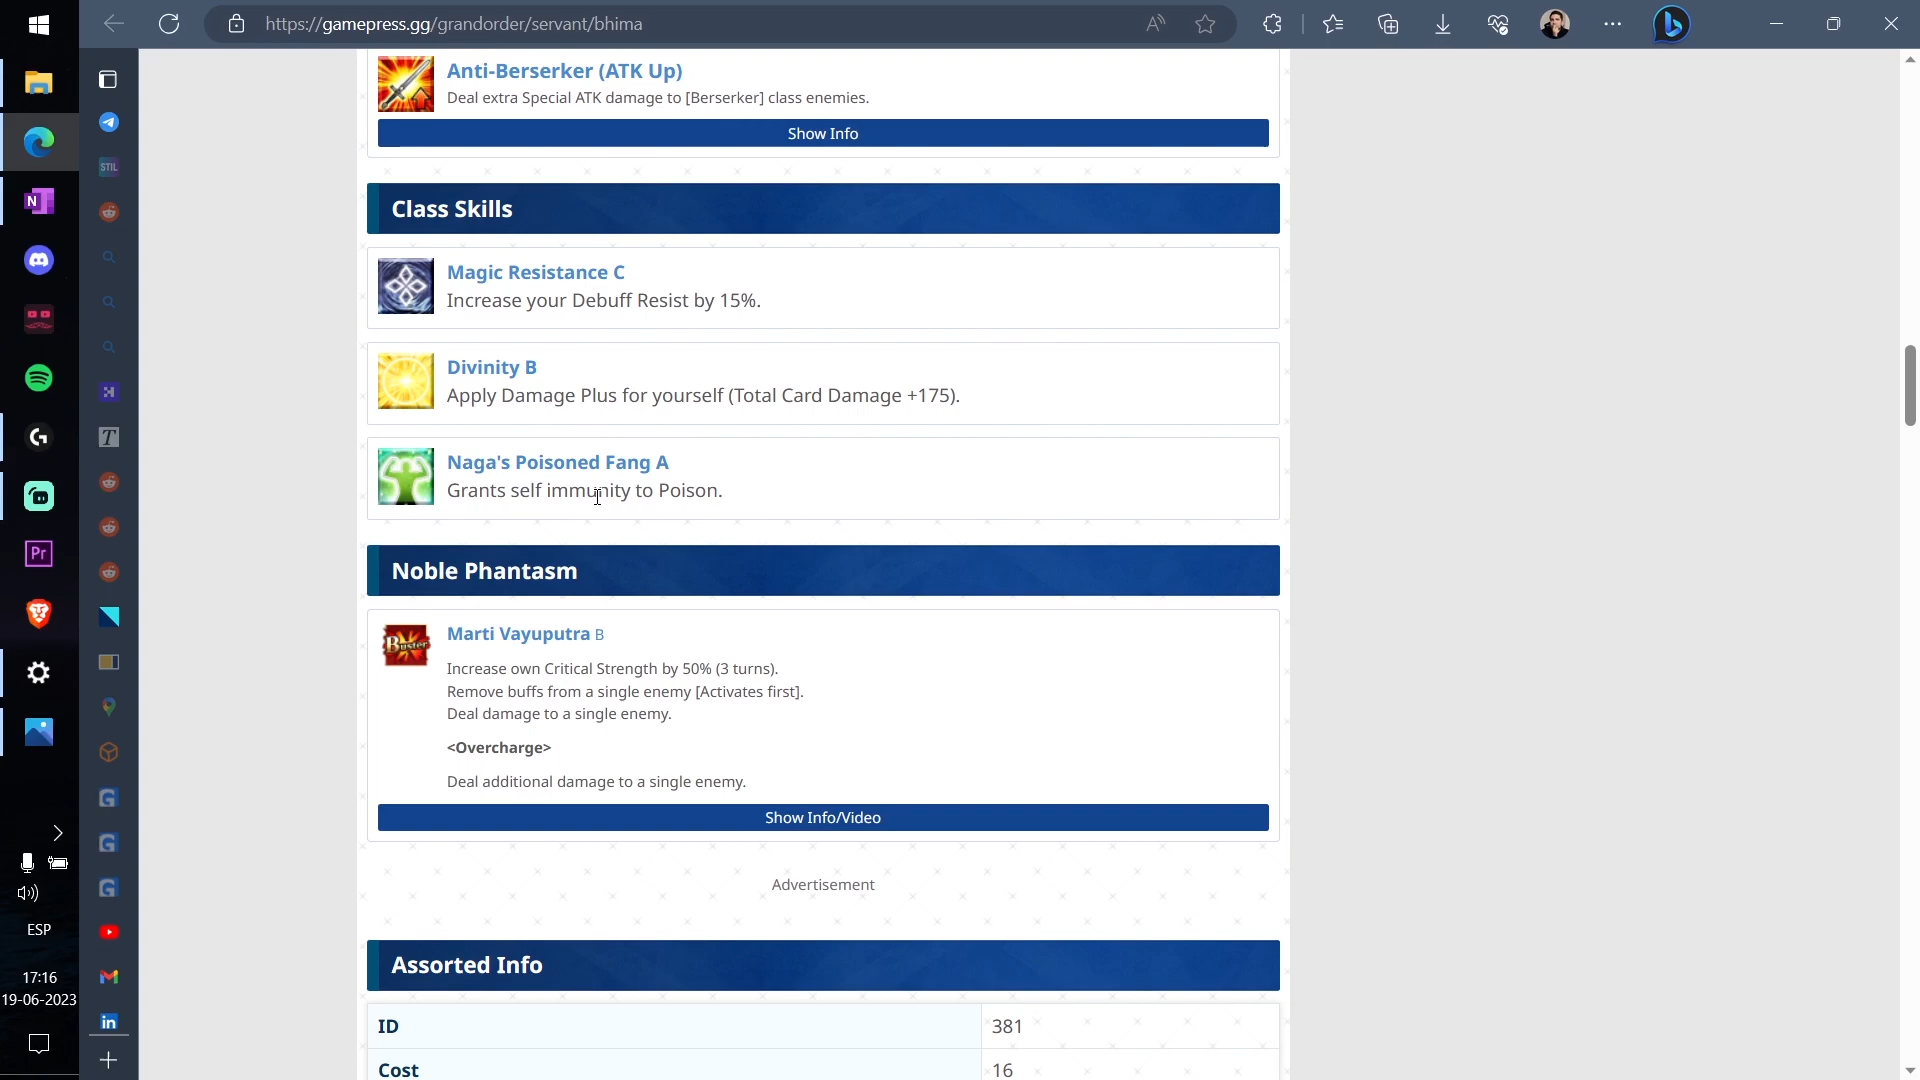 https://gamepress.gg/grandorder/servant/bhima
Anti-Berserker (ATK Up)
Deal extra Special ATK damage to [Berserker] class enemies.
Show Info
Class Skills
Magic Resistance C
Increase your Debuff Resist by 15%.
Divinity B
Apply Damage Plus for yourself (Total Card Damage +175).
Naga's Poisoned Fang A
Grants self immunity to Poison.
Noble Phantasm
Buster
Marti Vayuputra B
Increase own Critical Strength by 50% (3 turns).
Remove buffs from a single enemy [Activates first].
Deal damage to a single enemy.
<Overcharge>
Deal additional damage to a single enemy.
Show Info/Video
Advertisement
Assorted Info
ID 381
Cost 16
STIL
Pr
ESP
17:16
19-06-2023